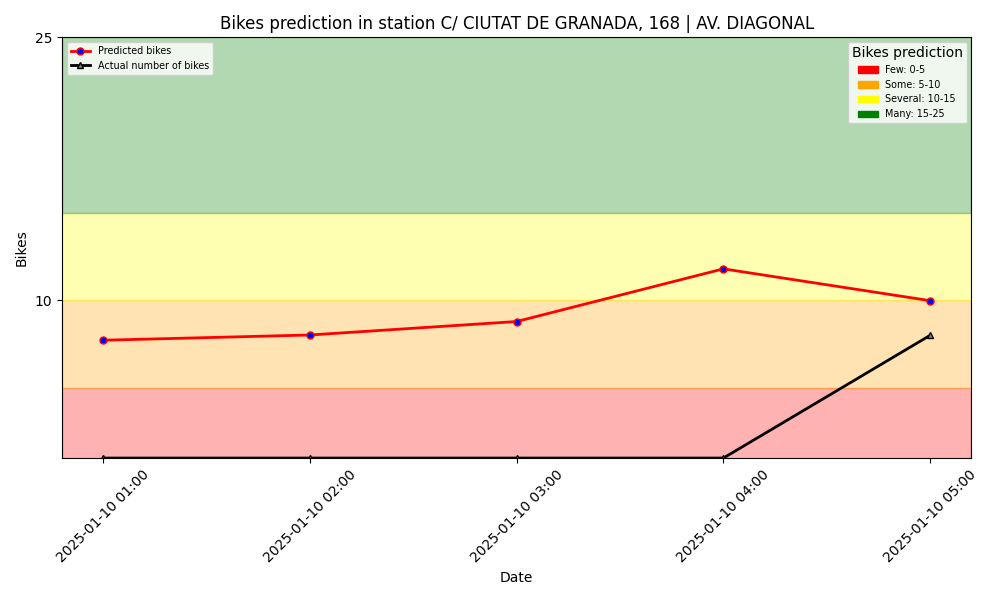 Bikes prediction in station C/ CIUTAT DE GRANADA, 168 | AV. DIAGONAL
25
Predicted bikes
Actual number of bikes
Bikes prediction
Few: 0-5
Some: 5-10
Several: 10-15
Many: 15-25
Bikes
10
2025-01-10 01:00
2025-01-10 02:00
2025-01-10 03:00
2025-01-10 04:00
2025-01-10 05:00
Date